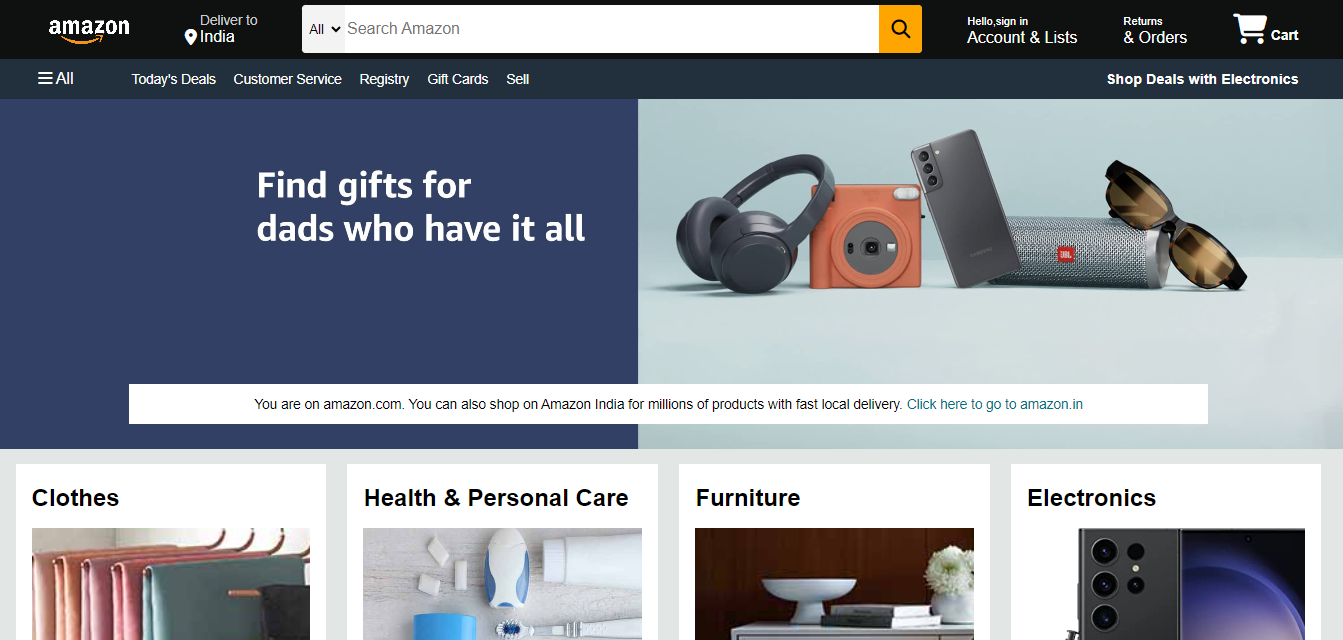 amazon
Deliver to
India
All
Search Amazon
Hello,sign in
Account & Lists
Returns
& Orders
Cart
All
Today's Deals
Customer Service
Registry
Gift Cards
Sell
Shop Deals with Electronics
Find gifts for
dads who have it all
SAMSUNG
JBL
You are on amazon.com. You can also shop on Amazon India for millions of products with fast local delivery. Click here to go to amazon.in
Clothes
Health & Personal Care
Furniture
Electronics